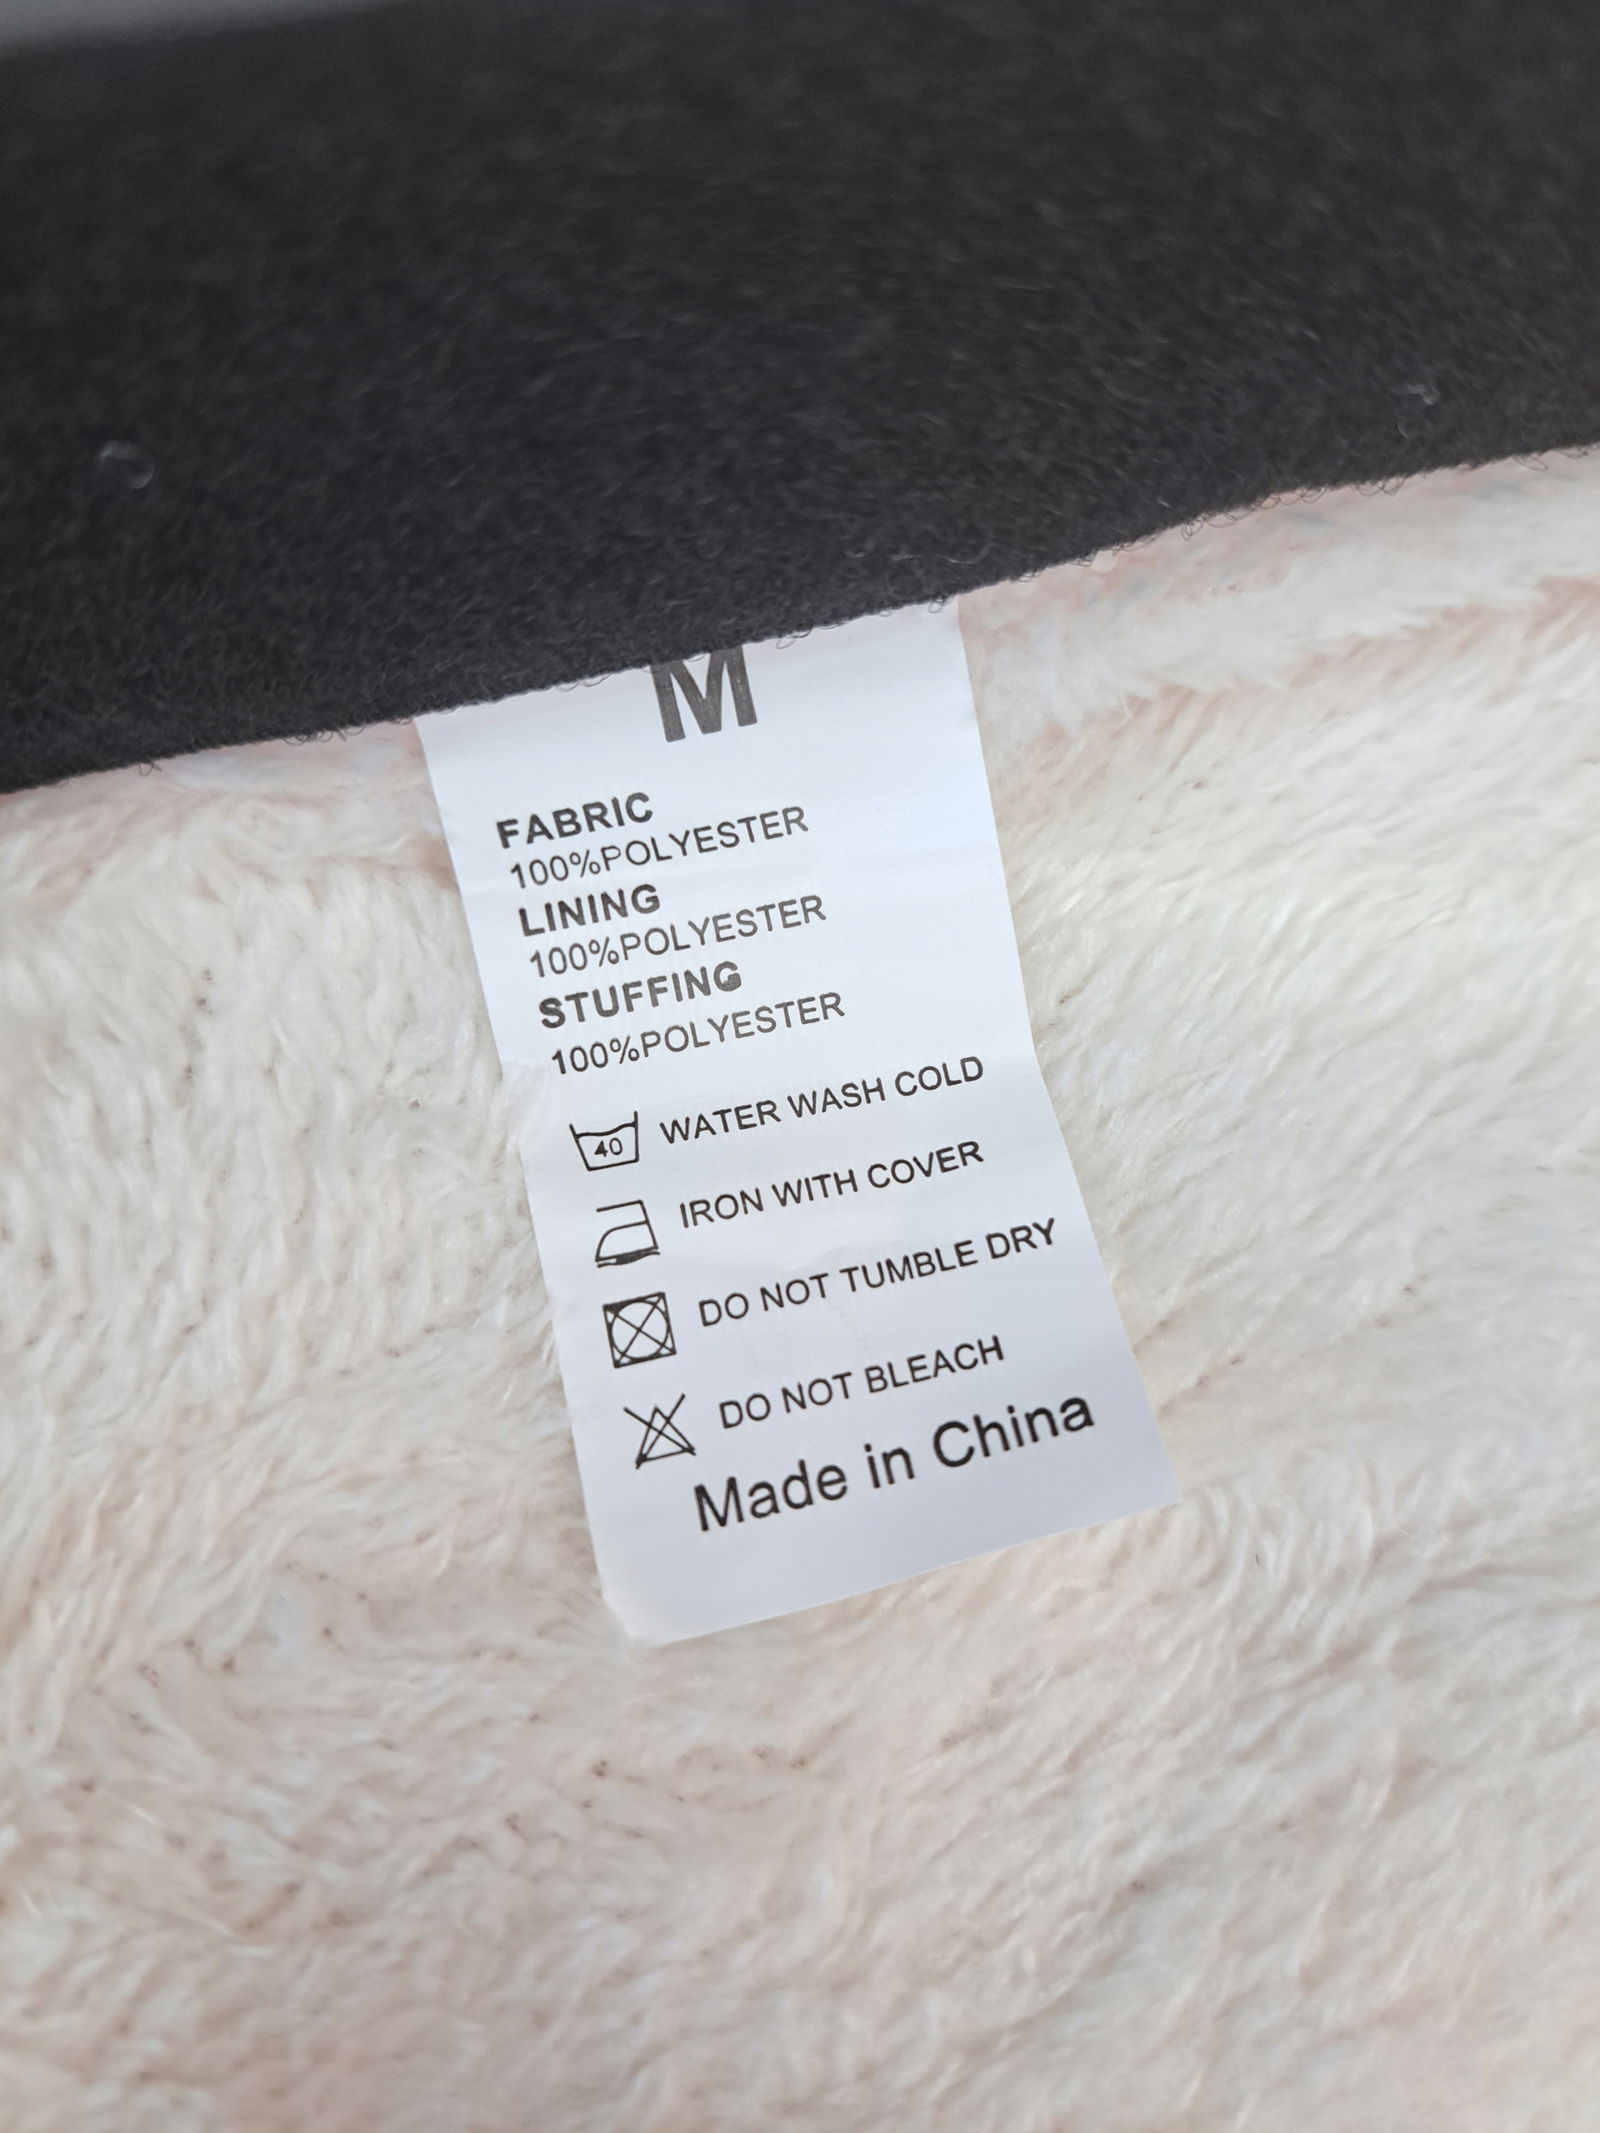 M
FABRIC
100%POLYESTER
LINING
100%POLYESTER
STUFFING
100%POLYESTER
40 WATER WASH COLD
IRON WITH COVER
DO NOT TUMBLE DRY
DO NOT BLEACH
Made in China